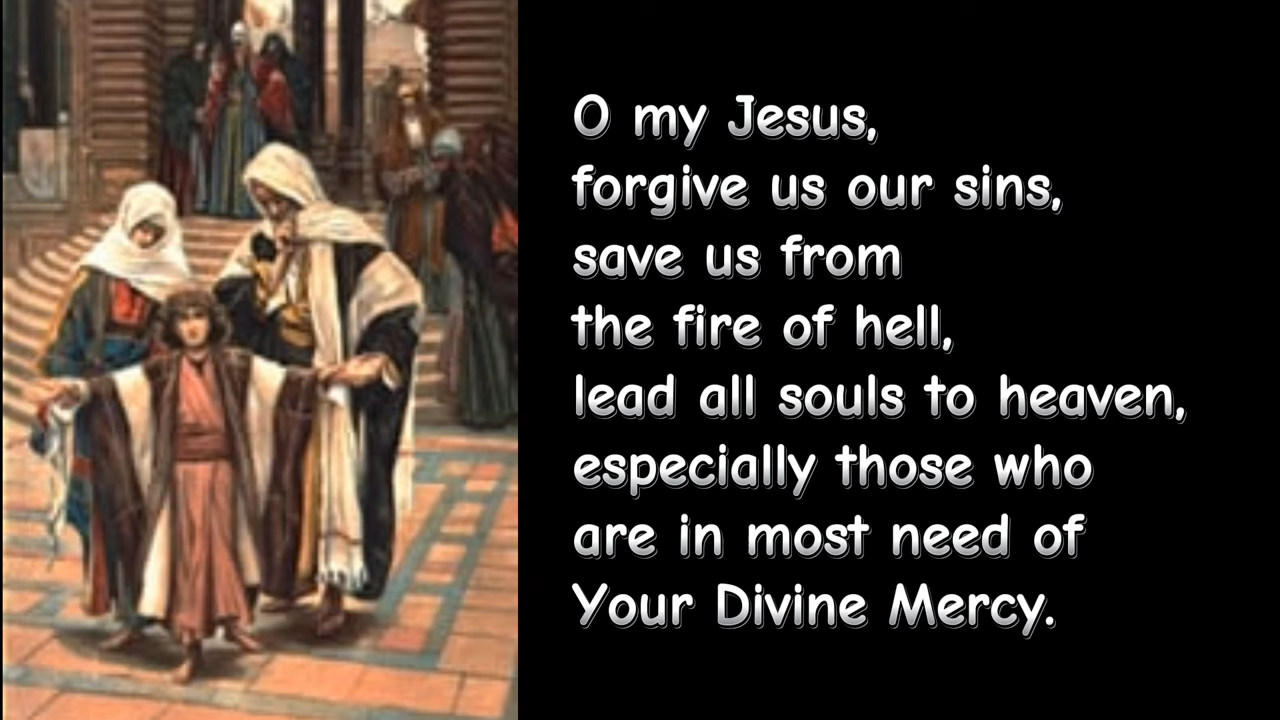 O my Jesus,
forgive us our sins,
save us from
the fire of hell,
lead all souls to heaven,
especially those who
are in most need of
Your Divine Mercy.